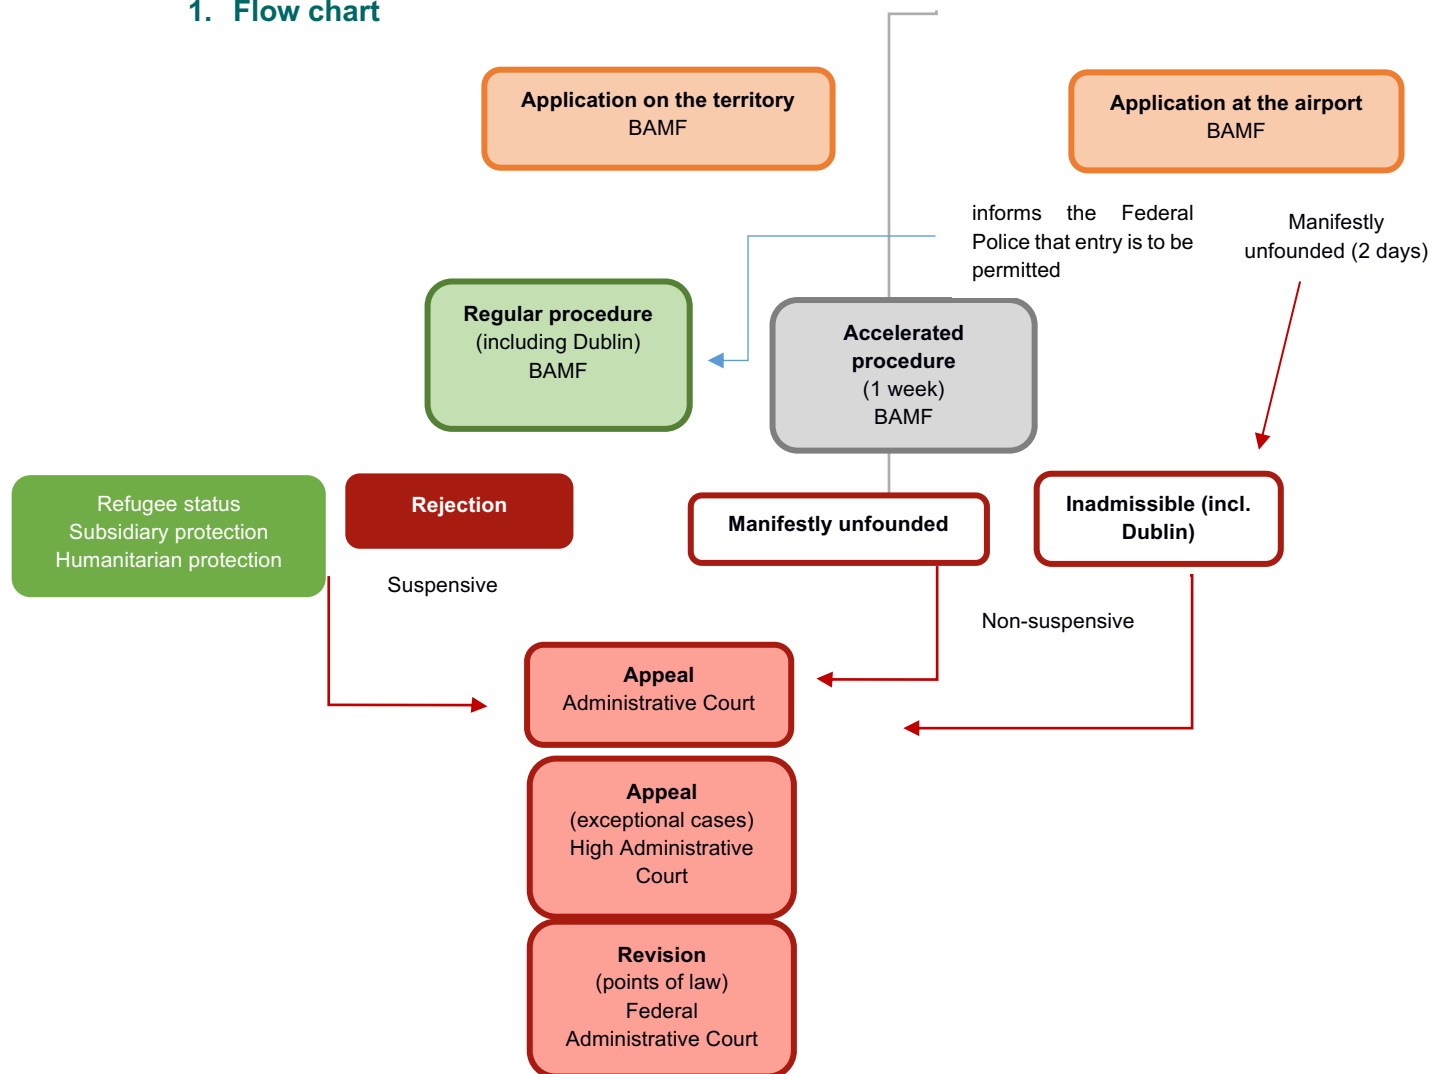 1. Flow chart
Application on the territory
BAMF
Application at the airport
BAMF
informs the Federal
Police that entry is to be
permitted
Manifestly
unfounded (2 days)
Regular procedure
(including Dublin)
BAMF
Accelerated
procedure
(1 week)
BAMF
Refugee status
Subsidiary protection
Humanitarian protection
Rejection
Manifestly unfounded
Inadmissible (incl.
Dublin)
Suspensive
Non-suspensive
Appeal
Administrative Court
Appeal
(exceptional cases)
High Administrative
Court
Revision
(points of law)
Federal
Administrative Court